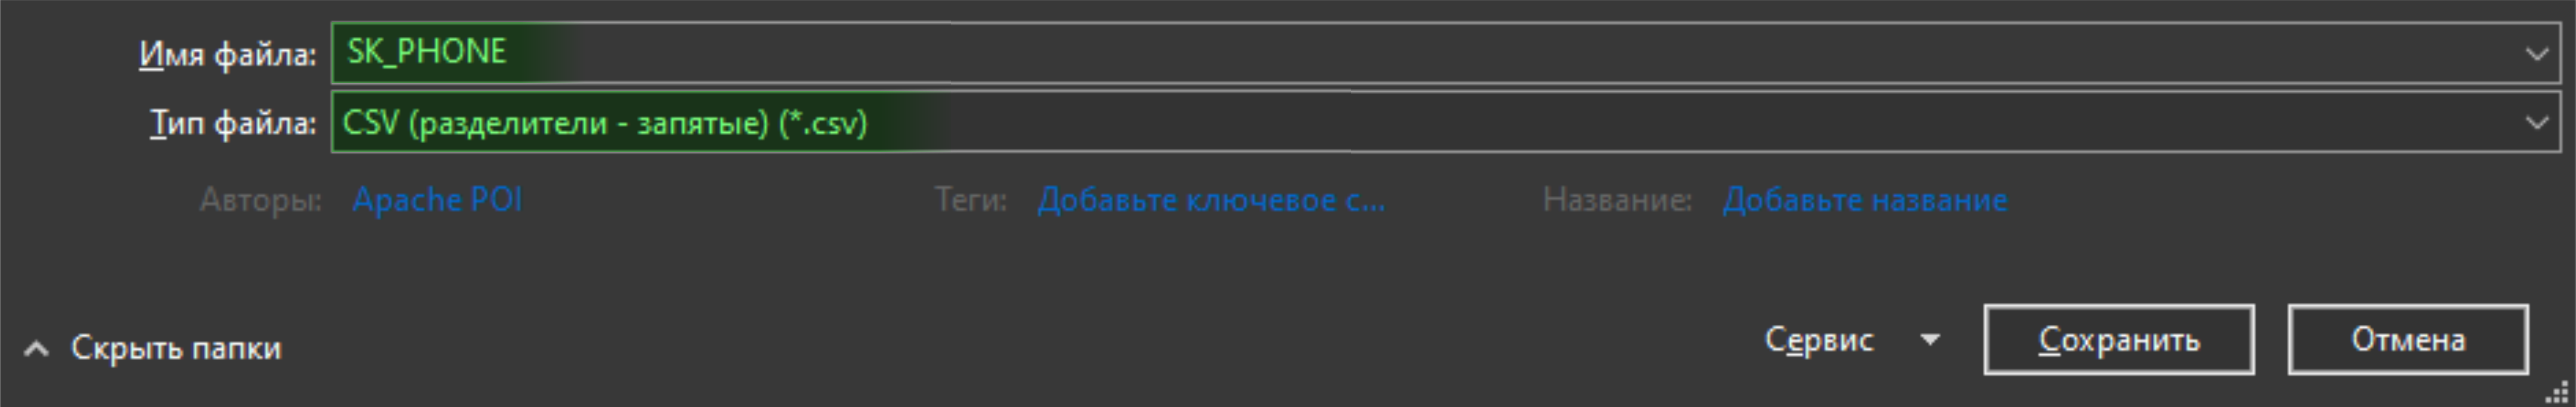 Имя файла: SK_PHONE
Тип файла: CSV (разделители - запятые) (*.csv)
Авторы: Apache POI Теги: Добавьте ключевое с... Название: Добавьте название
Скрыть папки Сервис Сохранить Отмена